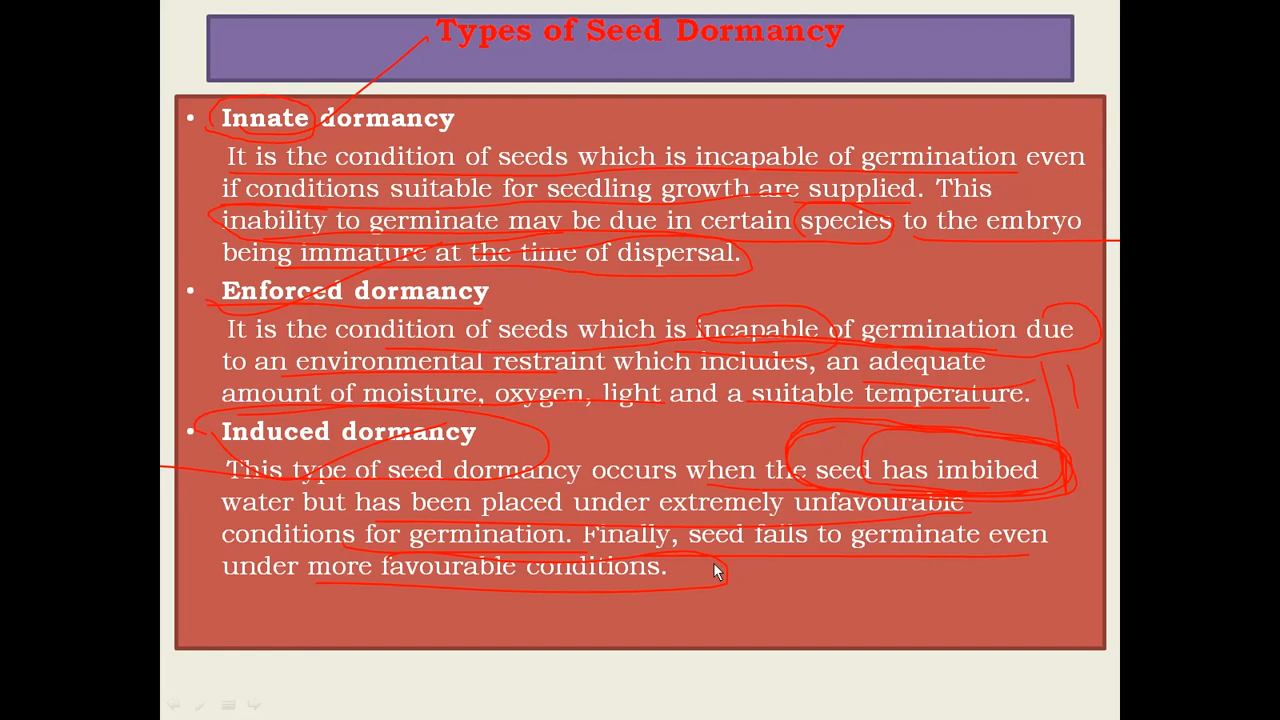 Types of Seed Dormancy
• Innate dormancy
It is the condition of seeds which is incapable of germination even
if conditions suitable for seedling growth are supplied. This
inability to germinate may be due in certain species to the embryo
being immature at the time of dispersal.
• Enforced dormancy
It is the condition of seeds which is incapable of germination due
to an environmental restraint which includes, an adequate
amount of moisture, oxygen, light and a suitable temperature.
• Induced dormancy
This type of seed dormancy occurs when the seed has imbibed
water but has been placed under extremely unfavourable
conditions for germination. Finally, seed fails to germinate even
under more favourable conditions.